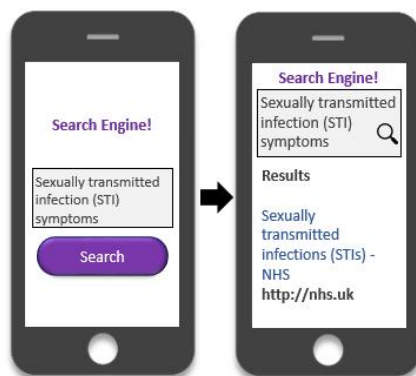 Search Engine!
Sexually transmitted
infection (STI)
symptoms
Search
Search Engine!
Sexually transmitted
infection (STI)
symptoms
Results
Sexually
transmitted
infections (STIs) -
NHS
http://nhs.uk